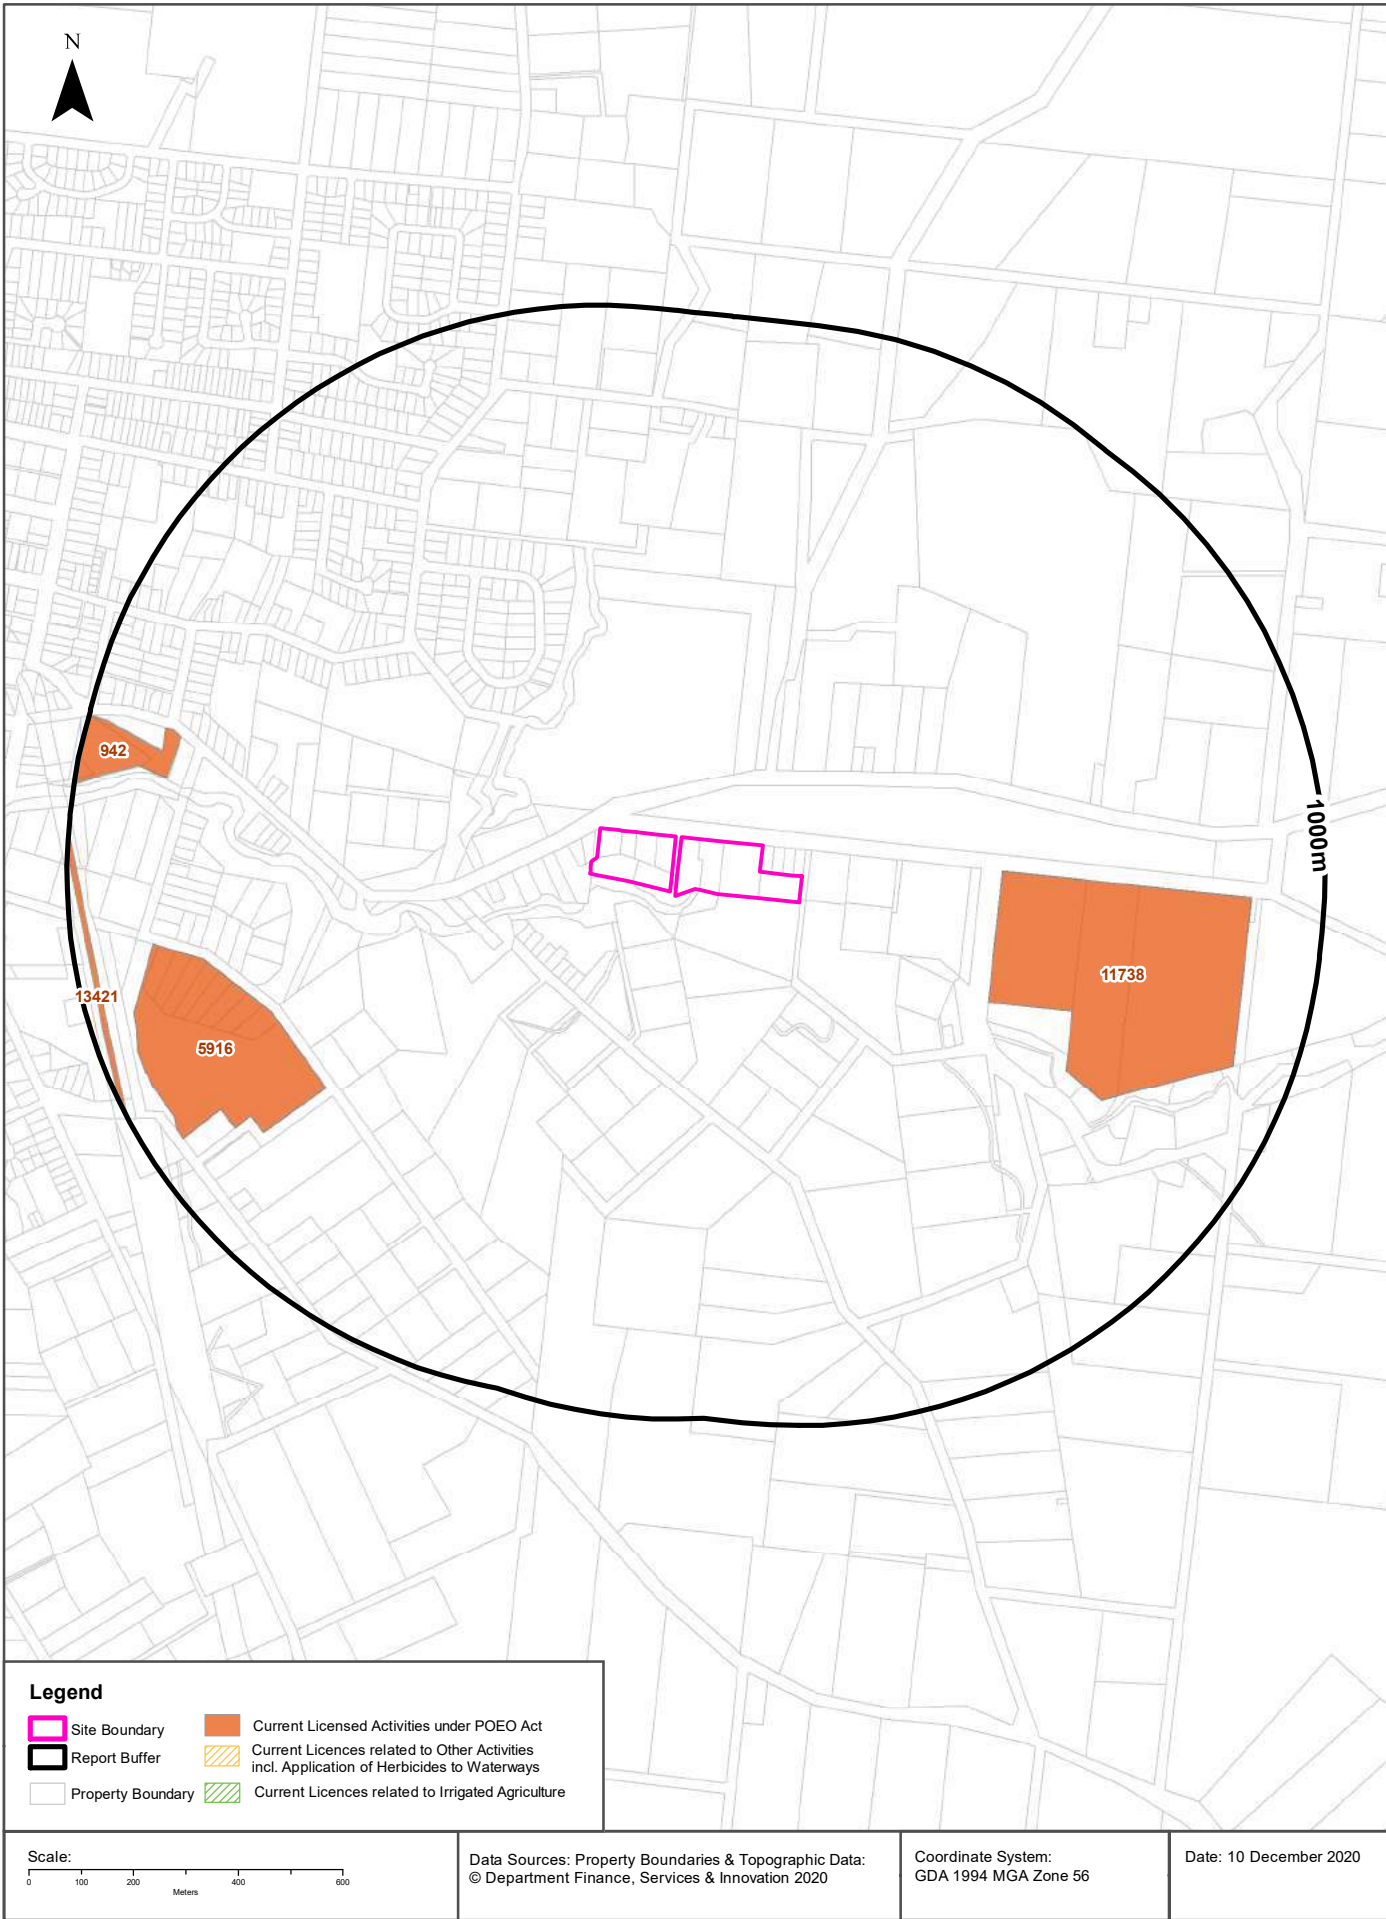 N
942
1000m
11738
13421
5916
Legend
Site Boundary
Report Buffer
Property Boundary
Current Licensed Activities under POEO Act
Current Licences related to Other Activities
incl. Application of Herbicides to Waterways
Current Licences related to Irrigated Agriculture
Scale:
0 100 200 400 600
Meters
Data Sources: Property Boundaries & Topographic Data:
© Department Finance, Services & Innovation 2020
Coordinate System:
GDA 1994 MGA Zone 56
Date: 10 December 2020